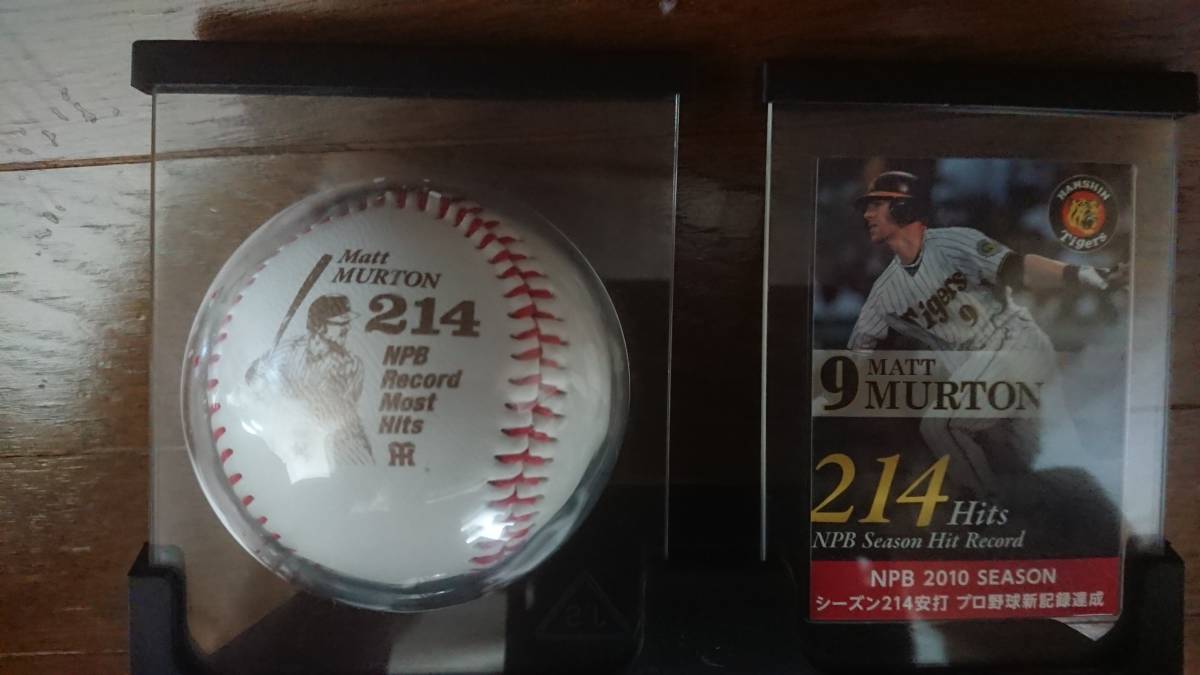 Matt
MURTON
214
NPB
Record
Most
Hits
HANSHIN
Tigers
Tigers
9
9 MATT
MURTON
214 Hits
NPB Season Hit Record
NPB 2010 SEASON
シーズン214安打 プロ野球新記録達成